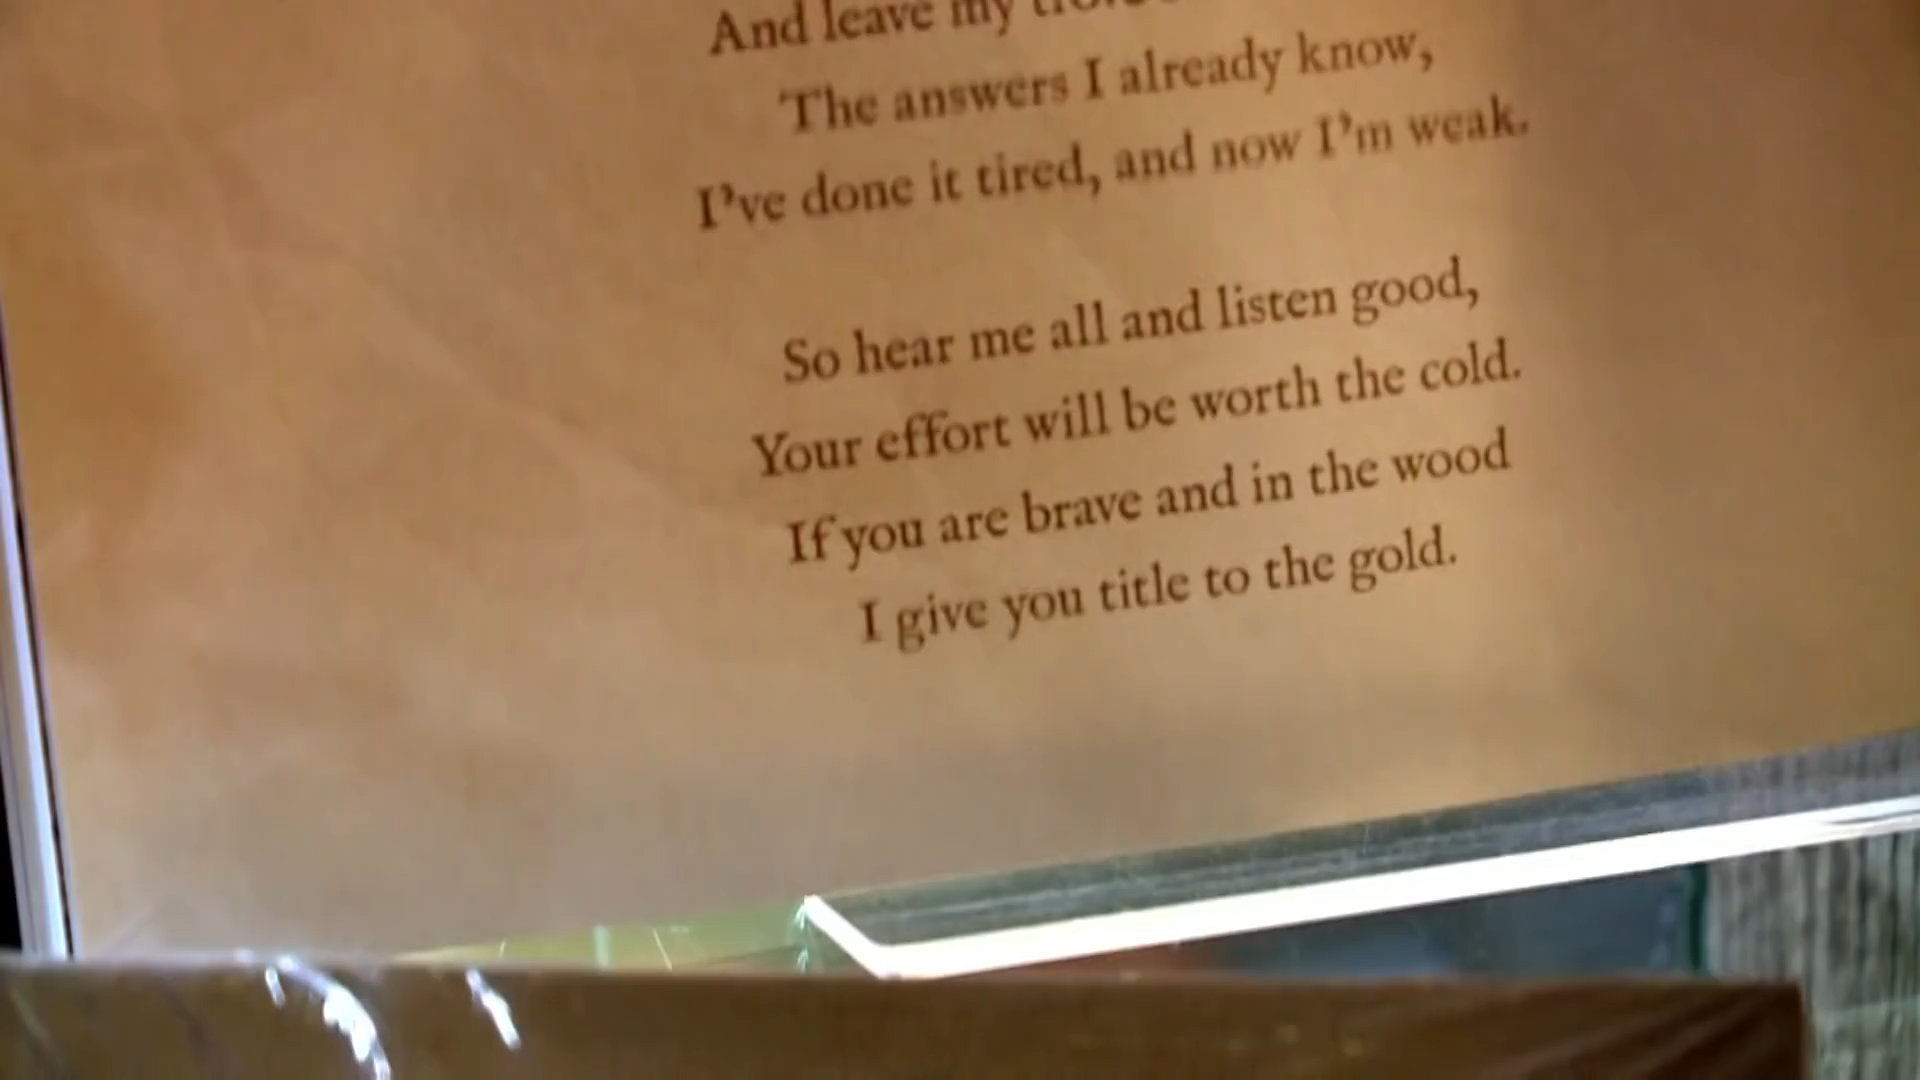 And leave my
The answers I already know,
I've done it tired, and now I'm weak.
So hear me all and listen good,
Your effort will be worth the cold.
If you are brave and in the wood
I give you title to the gold.